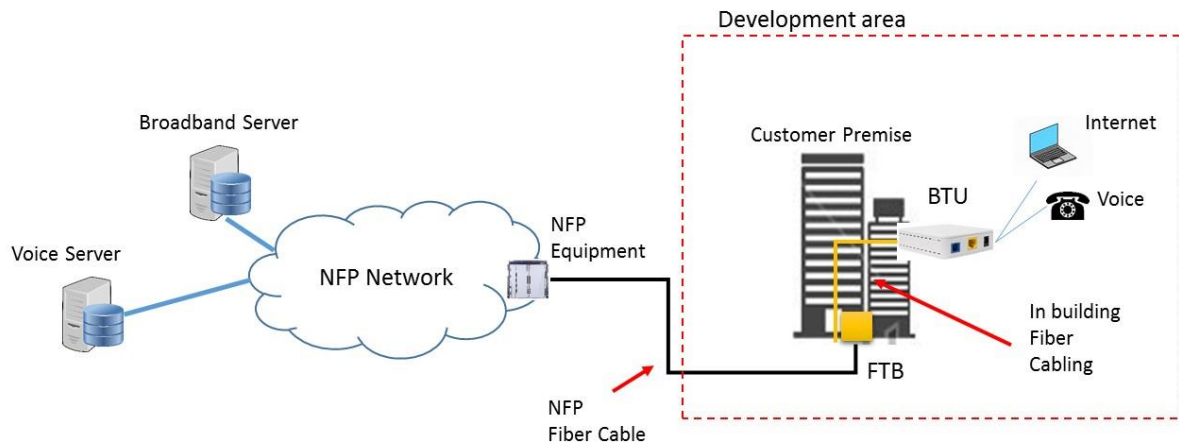 Development area
Broadband Server
Customer Premise
Internet
BTU
Voice
NFP
Equipment
Voice Server
NFP Network
In building
Fiber
Cabling
FTB
NFP
Fiber Cable